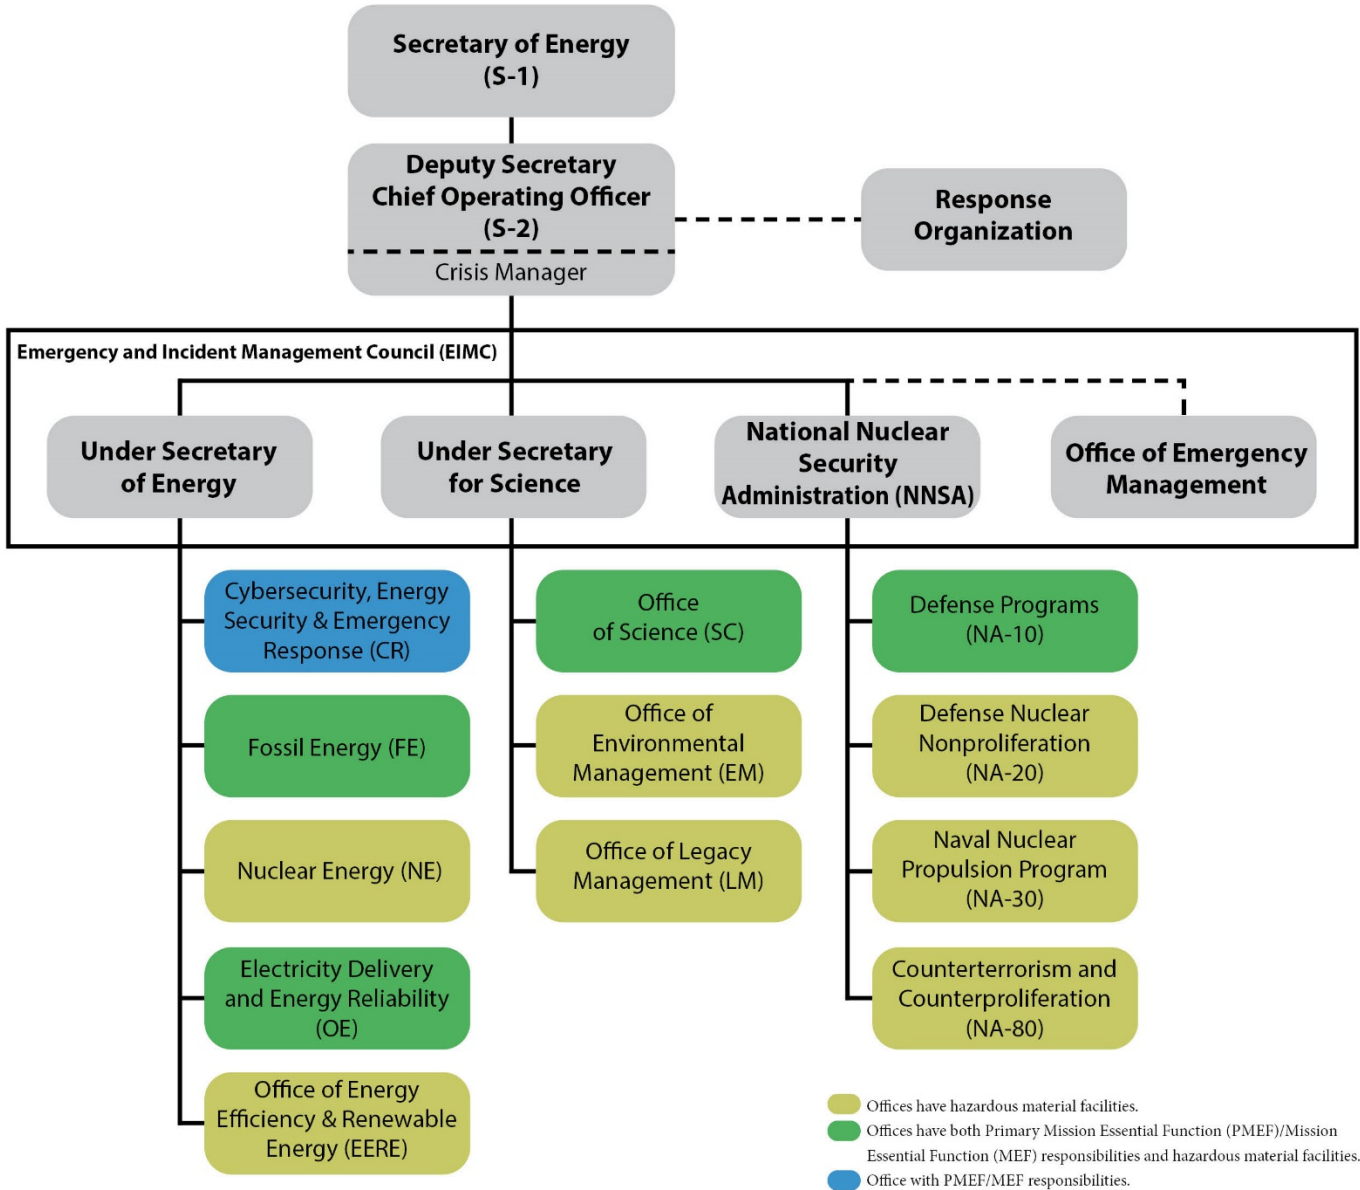 Secretary of Energy
(S-1)
Deputy Secretary
Chief Operating Officer
(S-2)
Crisis Manager
Response
Organization
Emergency and Incident Management Council (EIMC)
Under Secretary
of Energy
Under Secretary
for Science
National Nuclear
Security
Administration (NNSA)
Office of Emergency
Management
Cybersecurity, Energy
Security & Emergency
Response (CR)
Fossil Energy (FE)
Nuclear Energy (NE)
Electricity Delivery
and Energy Reliability
(OE)
Office of Energy
Efficiency & Renewable
Energy (EERE)
Office
of Science (SC)
Office of
Environmental
Management (EM)
Office of Legacy
Management (LM)
Defense Programs
(NA-10)
Defense Nuclear
Nonproliferation
(NA-20)
Naval Nuclear
Propulsion Program
(NA-30)
Counterterrorism and
Counterproliferation
(NA-80)
Offices have hazardous material facilities.
Offices have both Primary Mission Essential Function (PMEF)/Mission
Essential Function (MEF) responsibilities and hazardous material facilities.
Office with PMEF/MEF responsibilities.